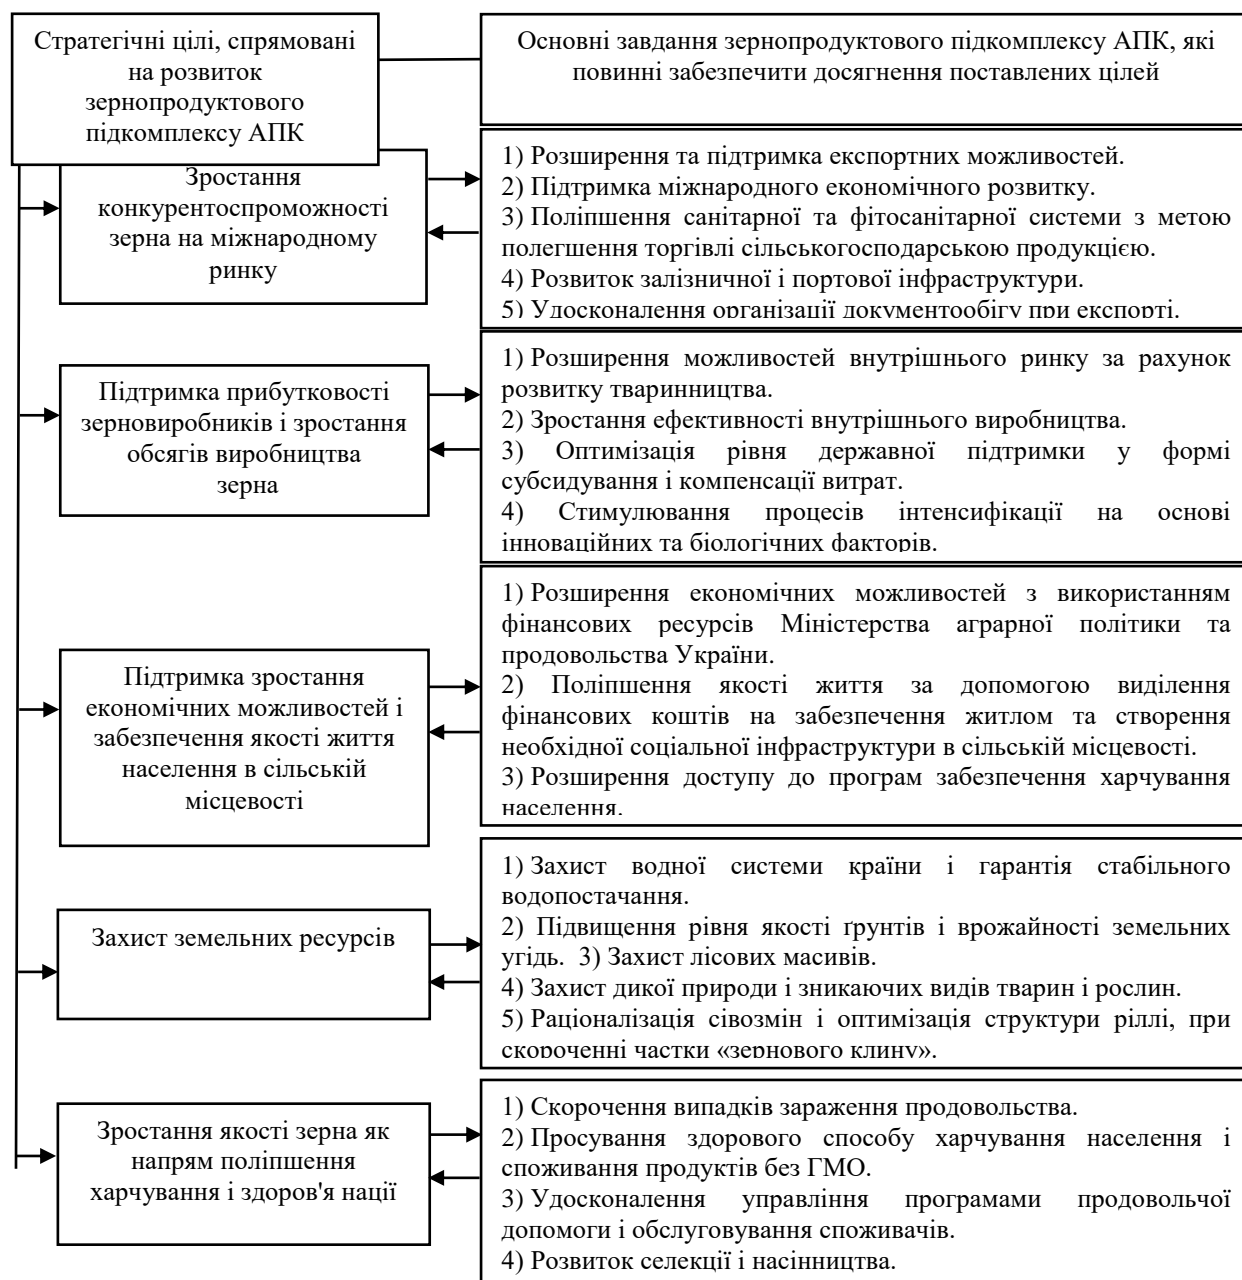 Стратегічні цілі, спрямовані
на розвиток
зернопродуктового
підкомплексу АПК
Основні завдання зернопродуктового підкомплексу АПК, які
повинні забезпечити досягнення поставлених цілей
Зростання
конкурентоспроможності
зерна на міжнародному
ринку
1) Розширення та підтримка експортних можливостей.
2) Підтримка міжнародного економічного розвитку.
3) Поліпшення санітарної та фітосанітарної системи з метою
полегшення торгівлі сільськогосподарською продукцією.
4) Розвиток залізничної і портової інфраструктури.
5) Удосконалення організації документообігу при експорті.
Підтримка прибутковості
зерновиробників і зростання
обсягів виробництва
зерна
1) Розширення можливостей внутрішнього ринку за рахунок
розвитку тваринництва.
2) Зростання ефективності внутрішнього виробництва.
3) Оптимізація рівня державної підтримки у формі
субсидування і компенсації витрат.
4) Стимулювання процесів інтенсифікації на основі
інноваційних та біологічних факторів.
Підтримка зростання
економічних можливостей і
забезпечення якості життя
населення в сільській
місцевості
1) Розширення економічних можливостей з використанням
фінансових ресурсів Міністерства аграрної політики та
продовольства України.
2) Поліпшення якості життя за допомогою виділення
фінансових коштів на забезпечення житлом та створення
необхідної соціальної інфраструктури в сільській місцевості.
3) Розширення доступу до програм забезпечення харчування
населення.
Захист земельних ресурсів
1) Захист водної системи країни і гарантія стабільного
водопостачання.
2) Підвищення рівня якості ґрунтів і врожайності земельних
угідь. 3) Захист лісових масивів.
4) Захист дикої природи і зникаючих видів тварин і рослин.
5) Раціоналізація сівозмін і оптимізація структури ріллі, при
скороченні частки «зернового клину».
Зростання якості зерна як
напрям поліпшення
харчування і здоров'я нації
1) Скорочення випадків зараження продовольства.
2) Просування здорового способу харчування населення і
споживання продуктів без ГМО.
3) Удосконалення управління програмами продовольчої
допомоги і обслуговування споживачів.
4) Розвиток селекції і насінництва.